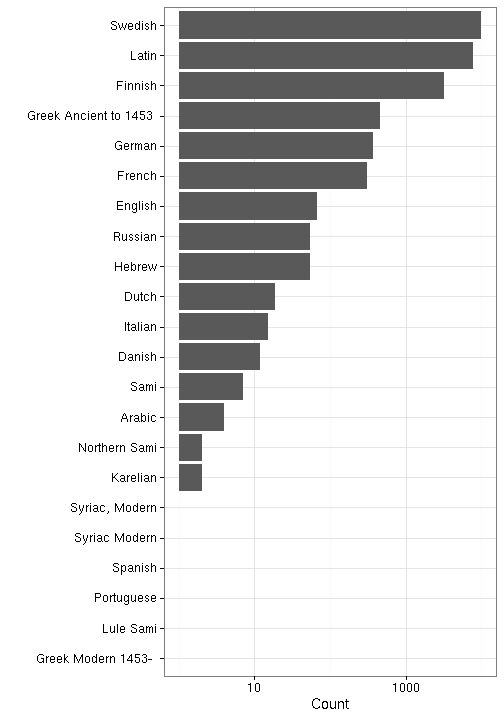 Swedish
Latin
Finnish
Greek Ancient to 1453
German
French
English
Russian
Hebrew
Dutch
Italian
Danish
Sami
Arabic
Northern Sami
Karelian
Syriac, Modern
Syriac Modern
Spanish
Portuguese
Lule Sami
Greek Modern 1453-
10 1000
Count